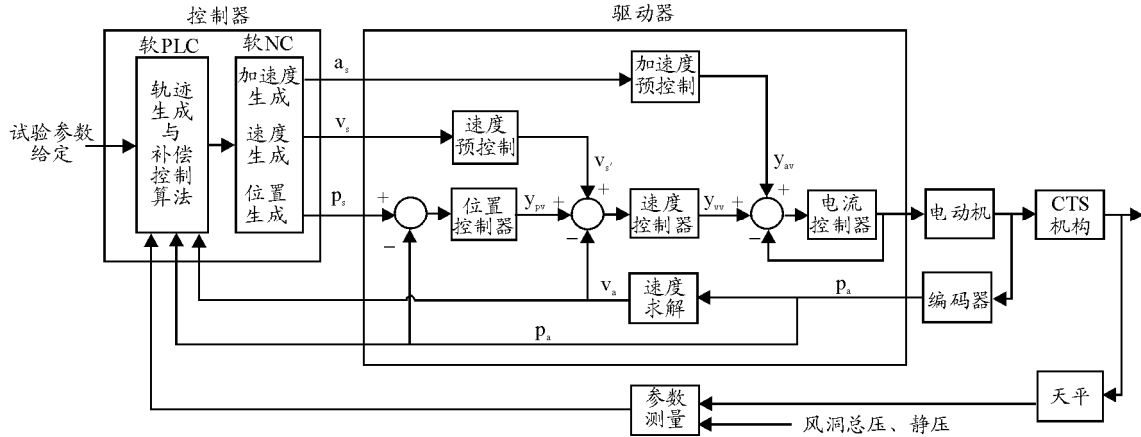 控制器
驱动器
软PLC
软NC
试验参数
给定
轨迹
生成
与
补偿
控制
算法
加速度
生成
速度
生成
位置
生成
a_s
v_s
p_s
加速度
预控制
速度
预控制
v_s'
y_av
+
−
位置
控制器
y_pv
+
+
−
速度
控制器
y_vv
+
+
−
电流
控制器
电动机
CTS
机构
v_a
速度
求解
p_a
编码器
p_a
天平
参数
测量
风洞总压、静压